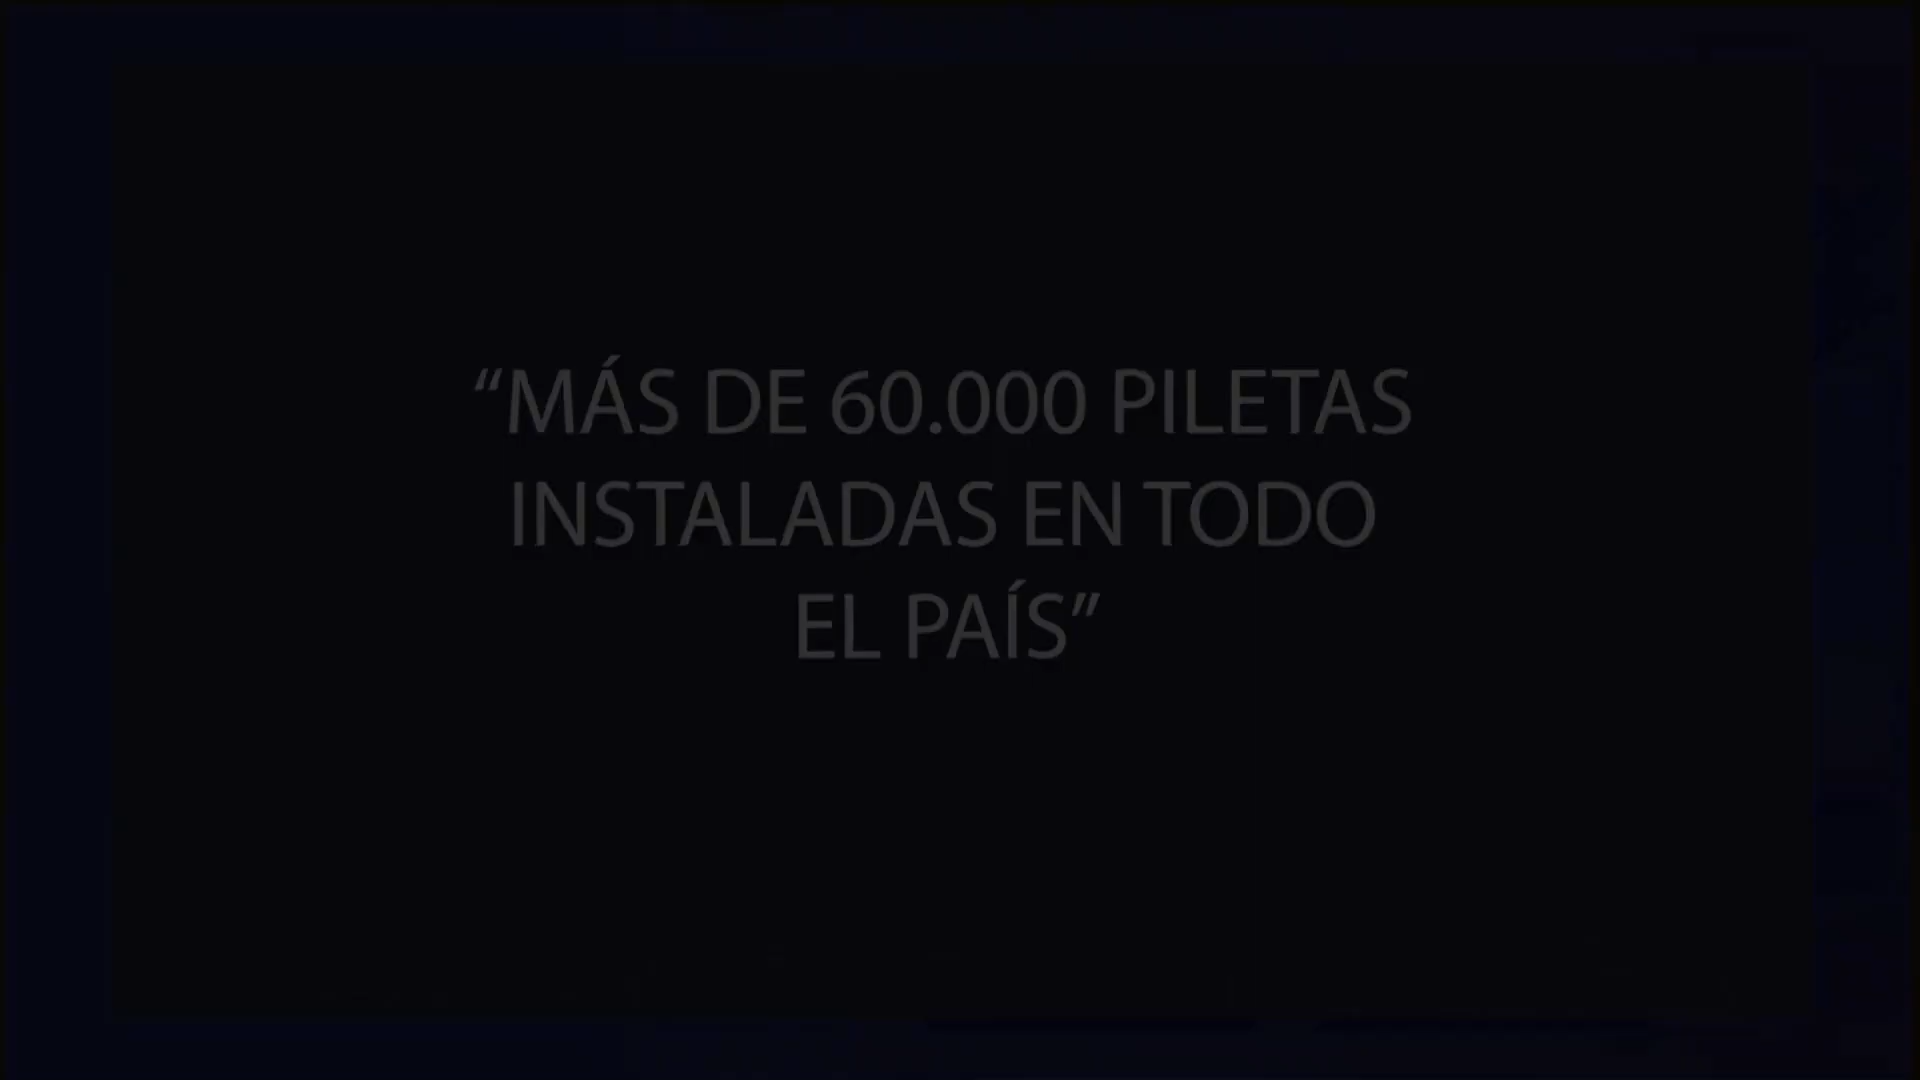 “MÁS DE 60.000 PILETAS
INSTALADAS EN TODO
EL PAÍS”